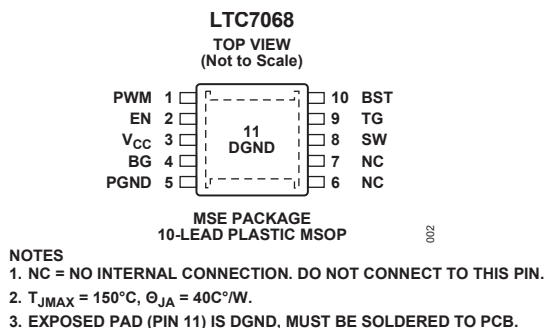 LTC7068
TOP VIEW
(Not to Scale)
PWM 1
EN 2
VCC 3
BG 4
PGND 5
11
DGND
10 BST
9 TG
8 SW
7 NC
6 NC
MSE PACKAGE
10-LEAD PLASTIC MSOP
002
NOTES
1. NC = NO INTERNAL CONNECTION. DO NOT CONNECT TO THIS PIN.
2. TJMAX = 150°C, ΘJA = 40C°/W.
3. EXPOSED PAD (PIN 11) IS DGND, MUST BE SOLDERED TO PCB.